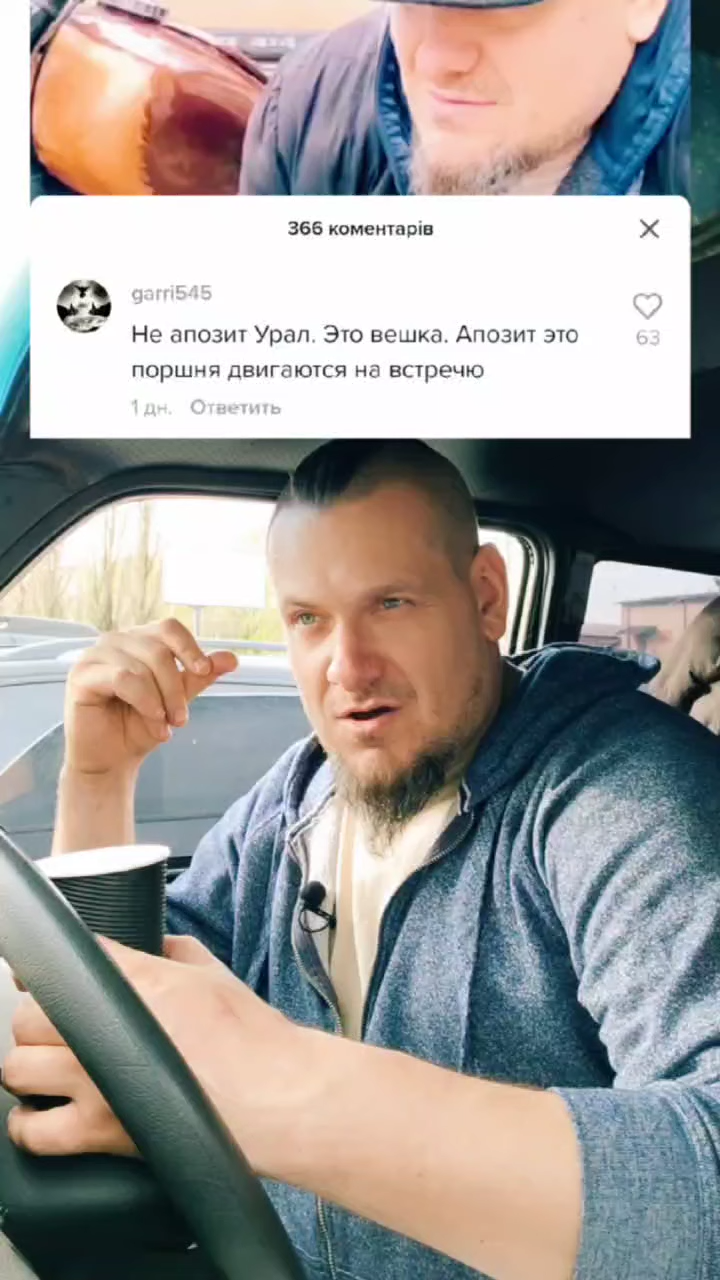 366 коментарів
garri545
Не апозит Урал. Это вешка. Апозит это
поршня двигаются на встречю
63
1 дн. Ответить